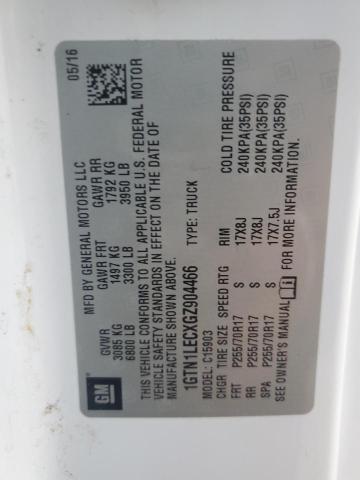 MFD BY GENERAL MOTORS LLC
05/16
GVWR GAWR FRT GAWR RR
3085 KG 1497 KG 1792 KG
6800 LB 3300 LB 3950 LB
THIS VEHICLE CONFORMS TO ALL APPLICABLE U.S. FEDERAL MOTOR
VEHICLE SAFETY STANDARDS IN EFFECT ON THE DATE OF
MANUFACTURE SHOWN ABOVE.
1GTN1LECXGZ904466
TYPE: TRUCK
MODEL: C15903
CHGR TIRE SIZE SPEED RTG RIM COLD TIRE PRESSURE
FRT P255/70R17 S 17X8J 240KPA(35PSI)
RR P255/70R17 S 17X8J 240KPA(35PSI)
SPA P255/70R17 S 17X7.5J 240KPA(35PSI)
SEE OWNER'S MANUAL
GM